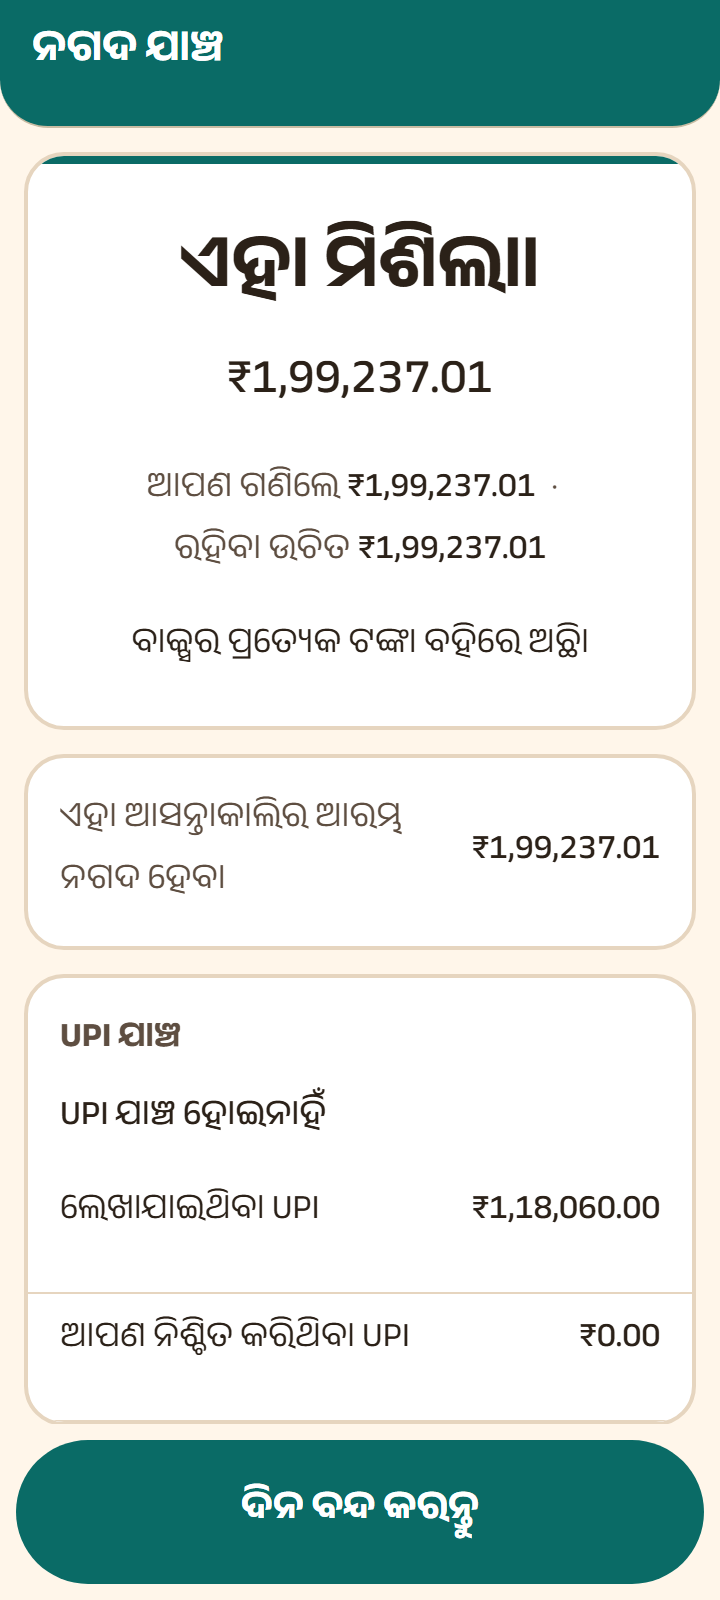 ନଗଦ ଯାଞ୍ଚ
ଏହା ମିଶିଲା।
₹1,99,237.01
ଆପଣ ଗଣିଲେ ₹1,99,237.01 ·
ରହିବା ଉଚିତ ₹1,99,237.01
ବାକ୍ସର ପ୍ରତ୍ୟେକ ଟଙ୍କା ବହିରେ ଅଛି।
ଏହା ଆସନ୍ତାକାଲିର ଆରମ୍ଭ
ନଗଦ ହେବ।
₹1,99,237.01
UPI ଯାଞ୍ଚ
UPI ଯାଞ୍ଚ ହୋଇନାହିଁ
ଲେଖାଯାଇଥିବା UPI ₹1,18,060.00
ଆପଣ ନିଶ୍ଚିତ କରିଥିବା UPI ₹0.00
ଦିନ ବନ୍ଦ କରନ୍ତୁ